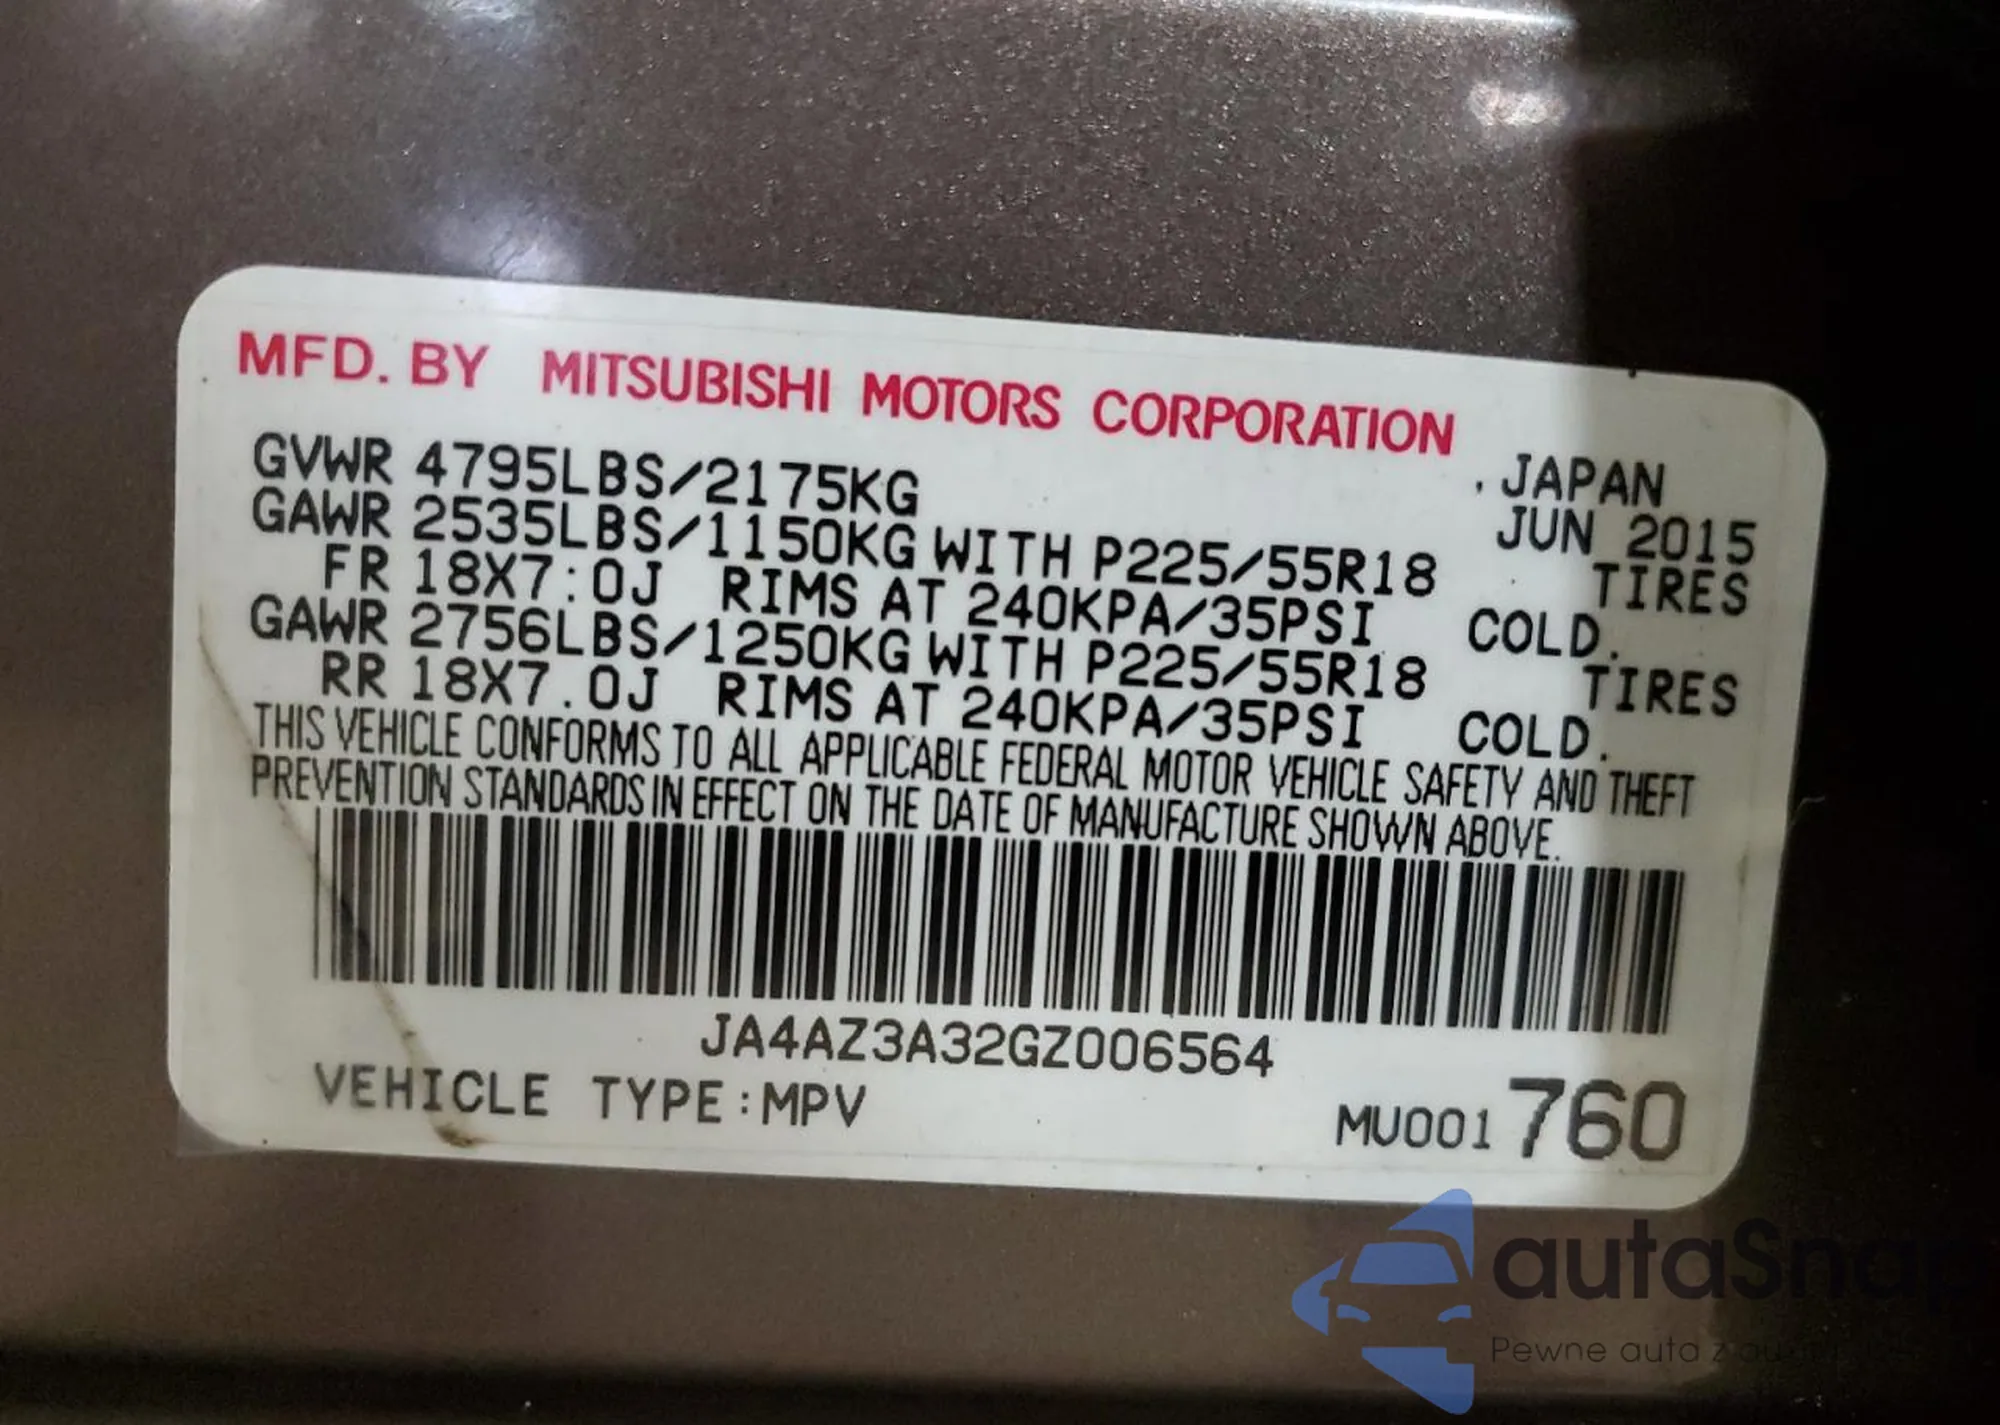 MFD. BY MITSUBISHI MOTORS CORPORATION
GVWR 4795LBS/2175KG . JAPAN
JUN 2015
GAWR 2535LBS/1150KG WITH P225/55R18 TIRES
FR 18X7:0J RIMS AT 240KPA/35PSI COLD.
GAWR 2756LBS/1250KG WITH P225/55R18 TIRES
RR 18X7.0J RIMS AT 240KPA/35PSI COLD.
THIS VEHICLE CONFORMS TO ALL APPLICABLE FEDERAL MOTOR VEHICLE SAFETY AND THEFT
PREVENTION STANDARDS IN EFFECT ON THE DATE OF MANUFACTURE SHOWN ABOVE.
JA4AZ3A32GZ006564
VEHICLE TYPE:MPV
MU001 760
autaSnap
Pewne auta z